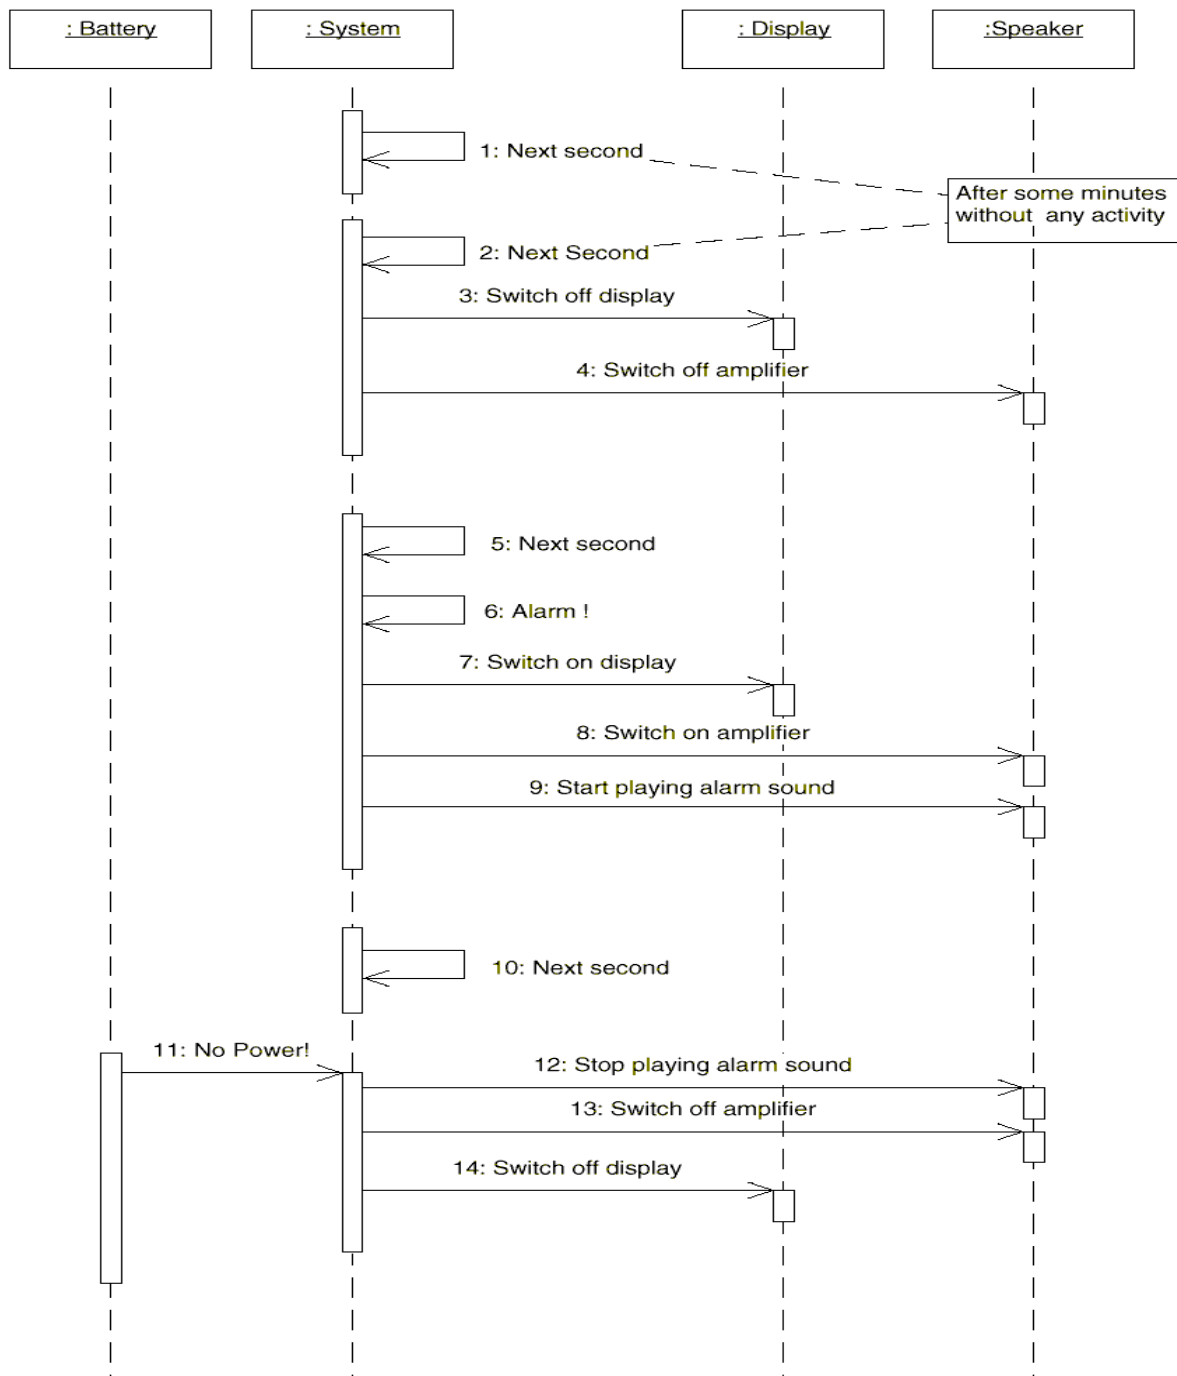 : Battery
: System
: Display
:Speaker
1: Next second
After some minutes
without any activity
2: Next Second
3: Switch off display
4: Switch off amplifier
5: Next second
6: Alarm !
7: Switch on display
8: Switch on amplifier
9: Start playing alarm sound
10: Next second
11: No Power!
12: Stop playing alarm sound
13: Switch off amplifier
14: Switch off display